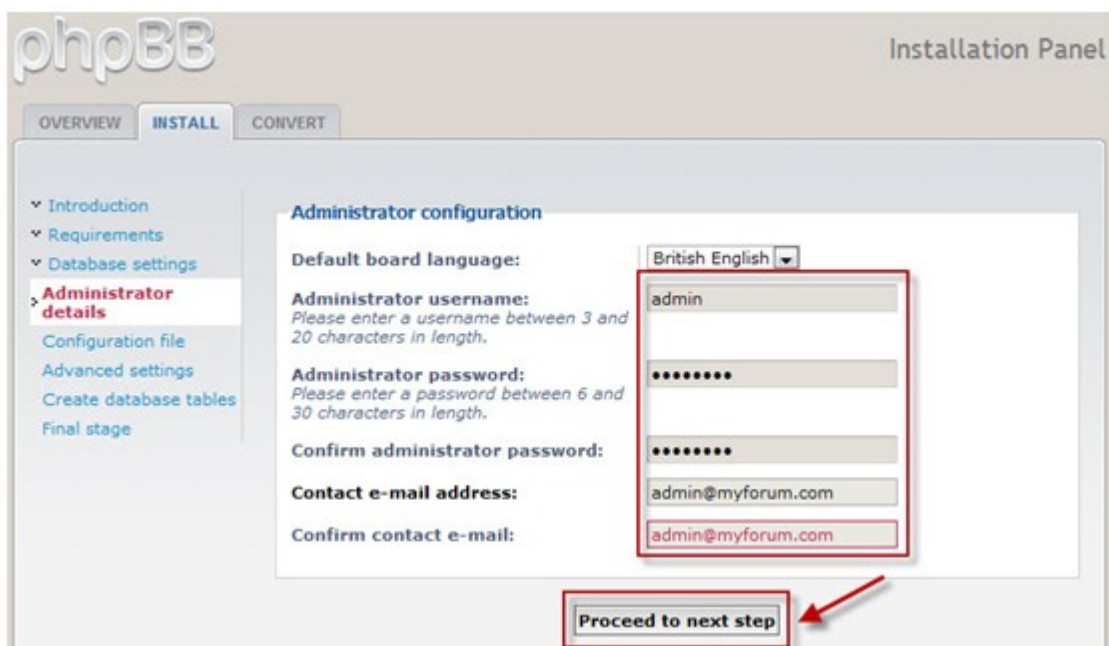 phpBB
Installation Panel
OVERVIEW INSTALL CONVERT
Introduction
Requirements
Database settings
Administrator
details
Configuration file
Advanced settings
Create database tables
Final stage
Administrator configuration
Default board language: British English
Administrator username: admin
Please enter a username between 3 and
20 characters in length.
Administrator password: ••••••••
Please enter a password between 6 and
30 characters in length.
Confirm administrator password: ••••••••
Contact e-mail address: admin@myforum.com
Confirm contact e-mail: admin@myforum.com
Proceed to next step